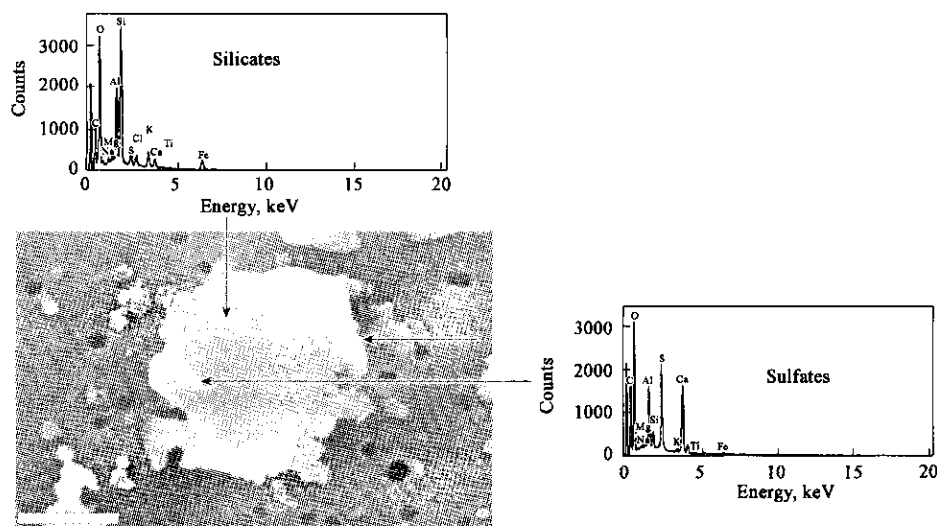 Si
O
3000
Silicates
2000
Al
K
1000
C
Mg
Cl
Ti
Na
S
Ca
Fe
0
0 5 10 15 20
Counts
Energy, keV
O
3000
S
2000
C Al Ca
Sulfates
1000
Mg
Si
Na
K
Ti
Fe
0
0 5 10 15 20
Counts
Energy, keV